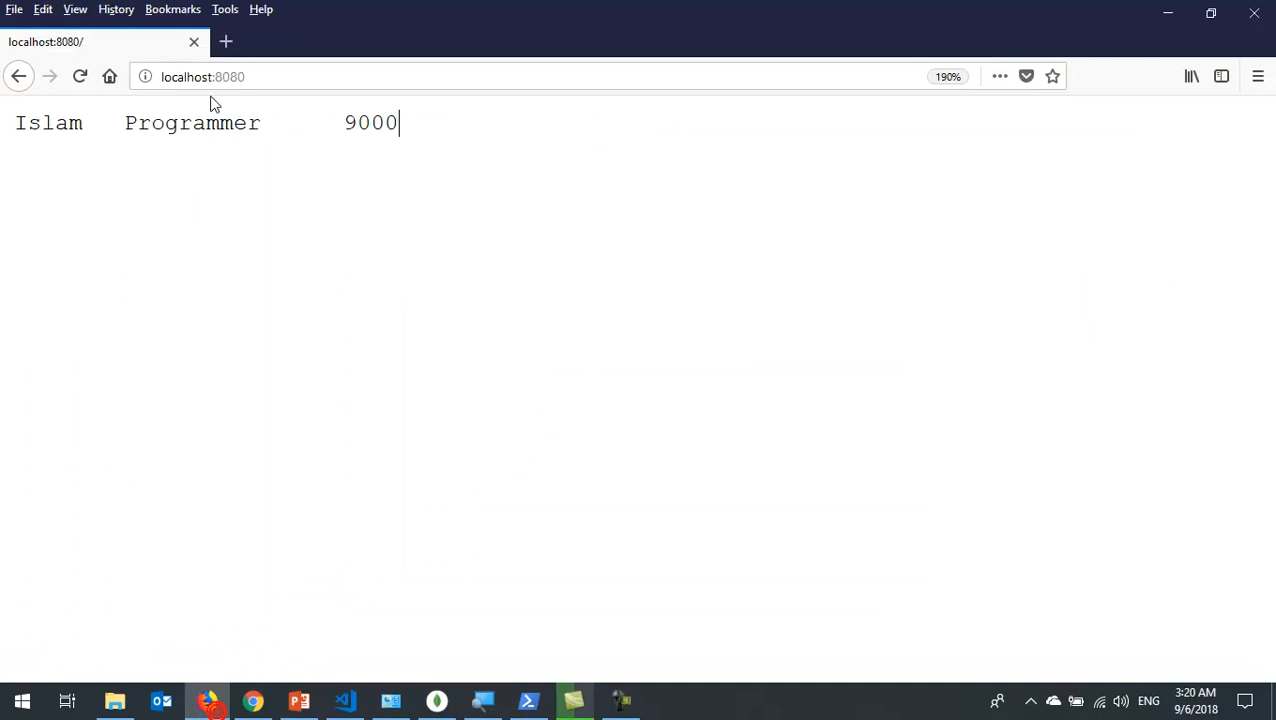 File Edit View History Bookmarks Tools Help
localhost:8080/
localhost:8080 190%
Islam Programmer 9000
ENG 3:20 AM
9/6/2018